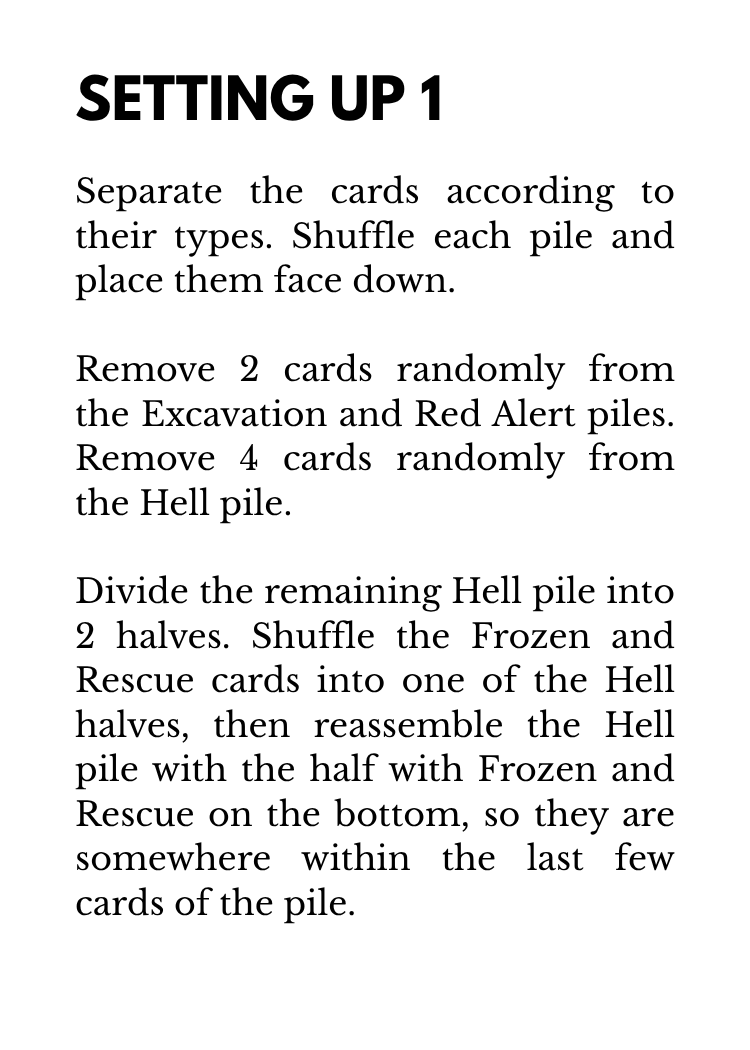 SETTING UP 1
Separate the cards according to
their types. Shuffle each pile and
place them face down.
Remove 2 cards randomly from
the Excavation and Red Alert piles.
Remove 4 cards randomly from
the Hell pile.
Divide the remaining Hell pile into
2 halves. Shuffle the Frozen and
Rescue cards into one of the Hell
halves, then reassemble the Hell
pile with the half with Frozen and
Rescue on the bottom, so they are
somewhere within the last few
cards of the pile.